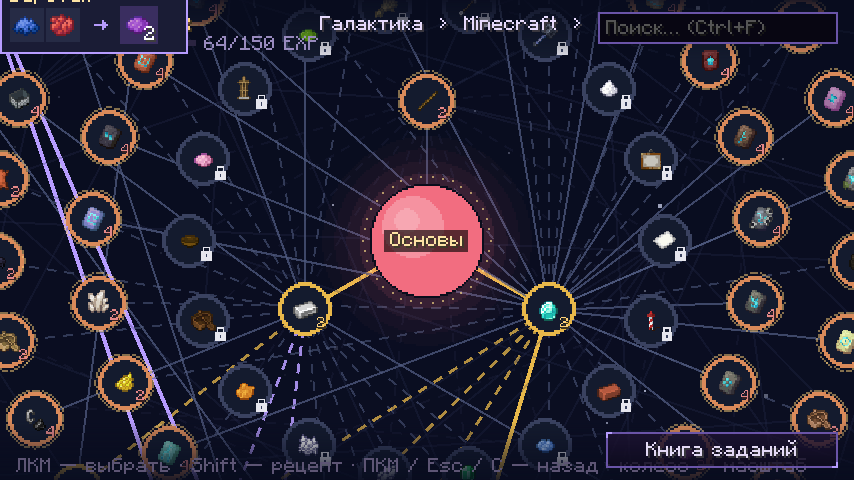 Галактика > Minecraft >
Поиск... (Ctrl+F)
2
64/150 EXP
Основы
Книга заданий
ЛКМ — выбрать · Shift — рецепт · ПКМ / Esc / C — назад · колесо — масштаб